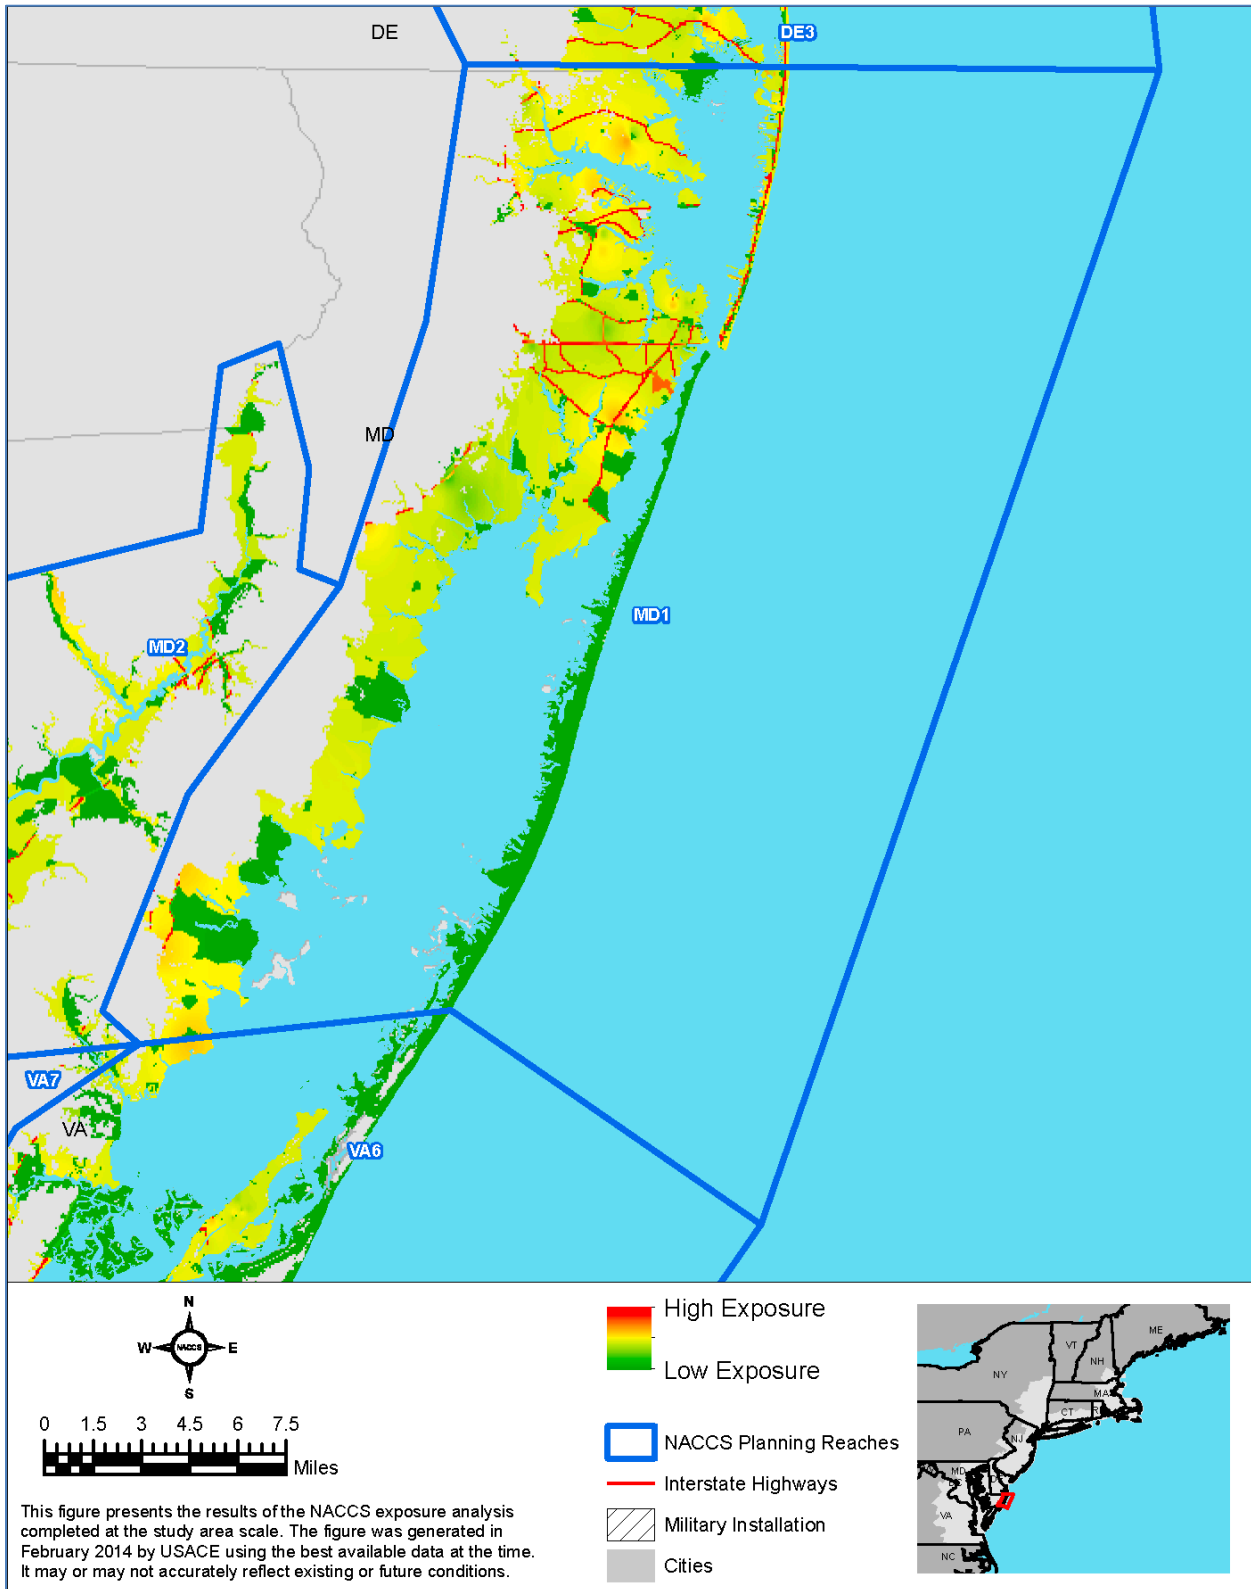 DE
DE3
MD
MD1
MD2
VA7
VA
VA6
N
W NACCS E
S
0 1.5 3 4.5 6 7.5
Miles
This figure presents the results of the NACCS exposure analysis
completed at the study area scale. The figure was generated in
February 2014 by USACE using the best available data at the time.
It may or may not accurately reflect existing or future conditions.
High Exposure
Low Exposure
NACCS Planning Reaches
Interstate Highways
Military Installation
Cities
ME
VT
NH
NY
MA
CT
PA
NJ
MD
VA
NC